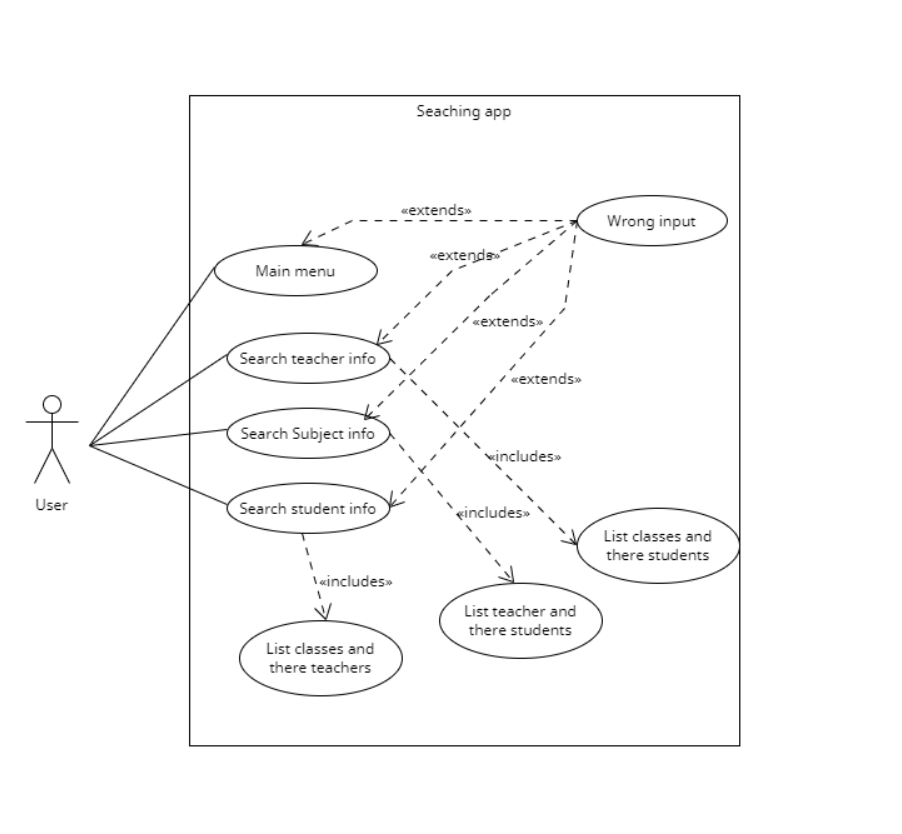 Seaching app
«extends»
Wrong input
«extends»
Main menu
«extends»
Search teacher info
«extends»
Search Subject info
«includes»
User
Search student info
«includes»
List classes and
there students
«includes»
List teacher and
there students
List classes and
there teachers